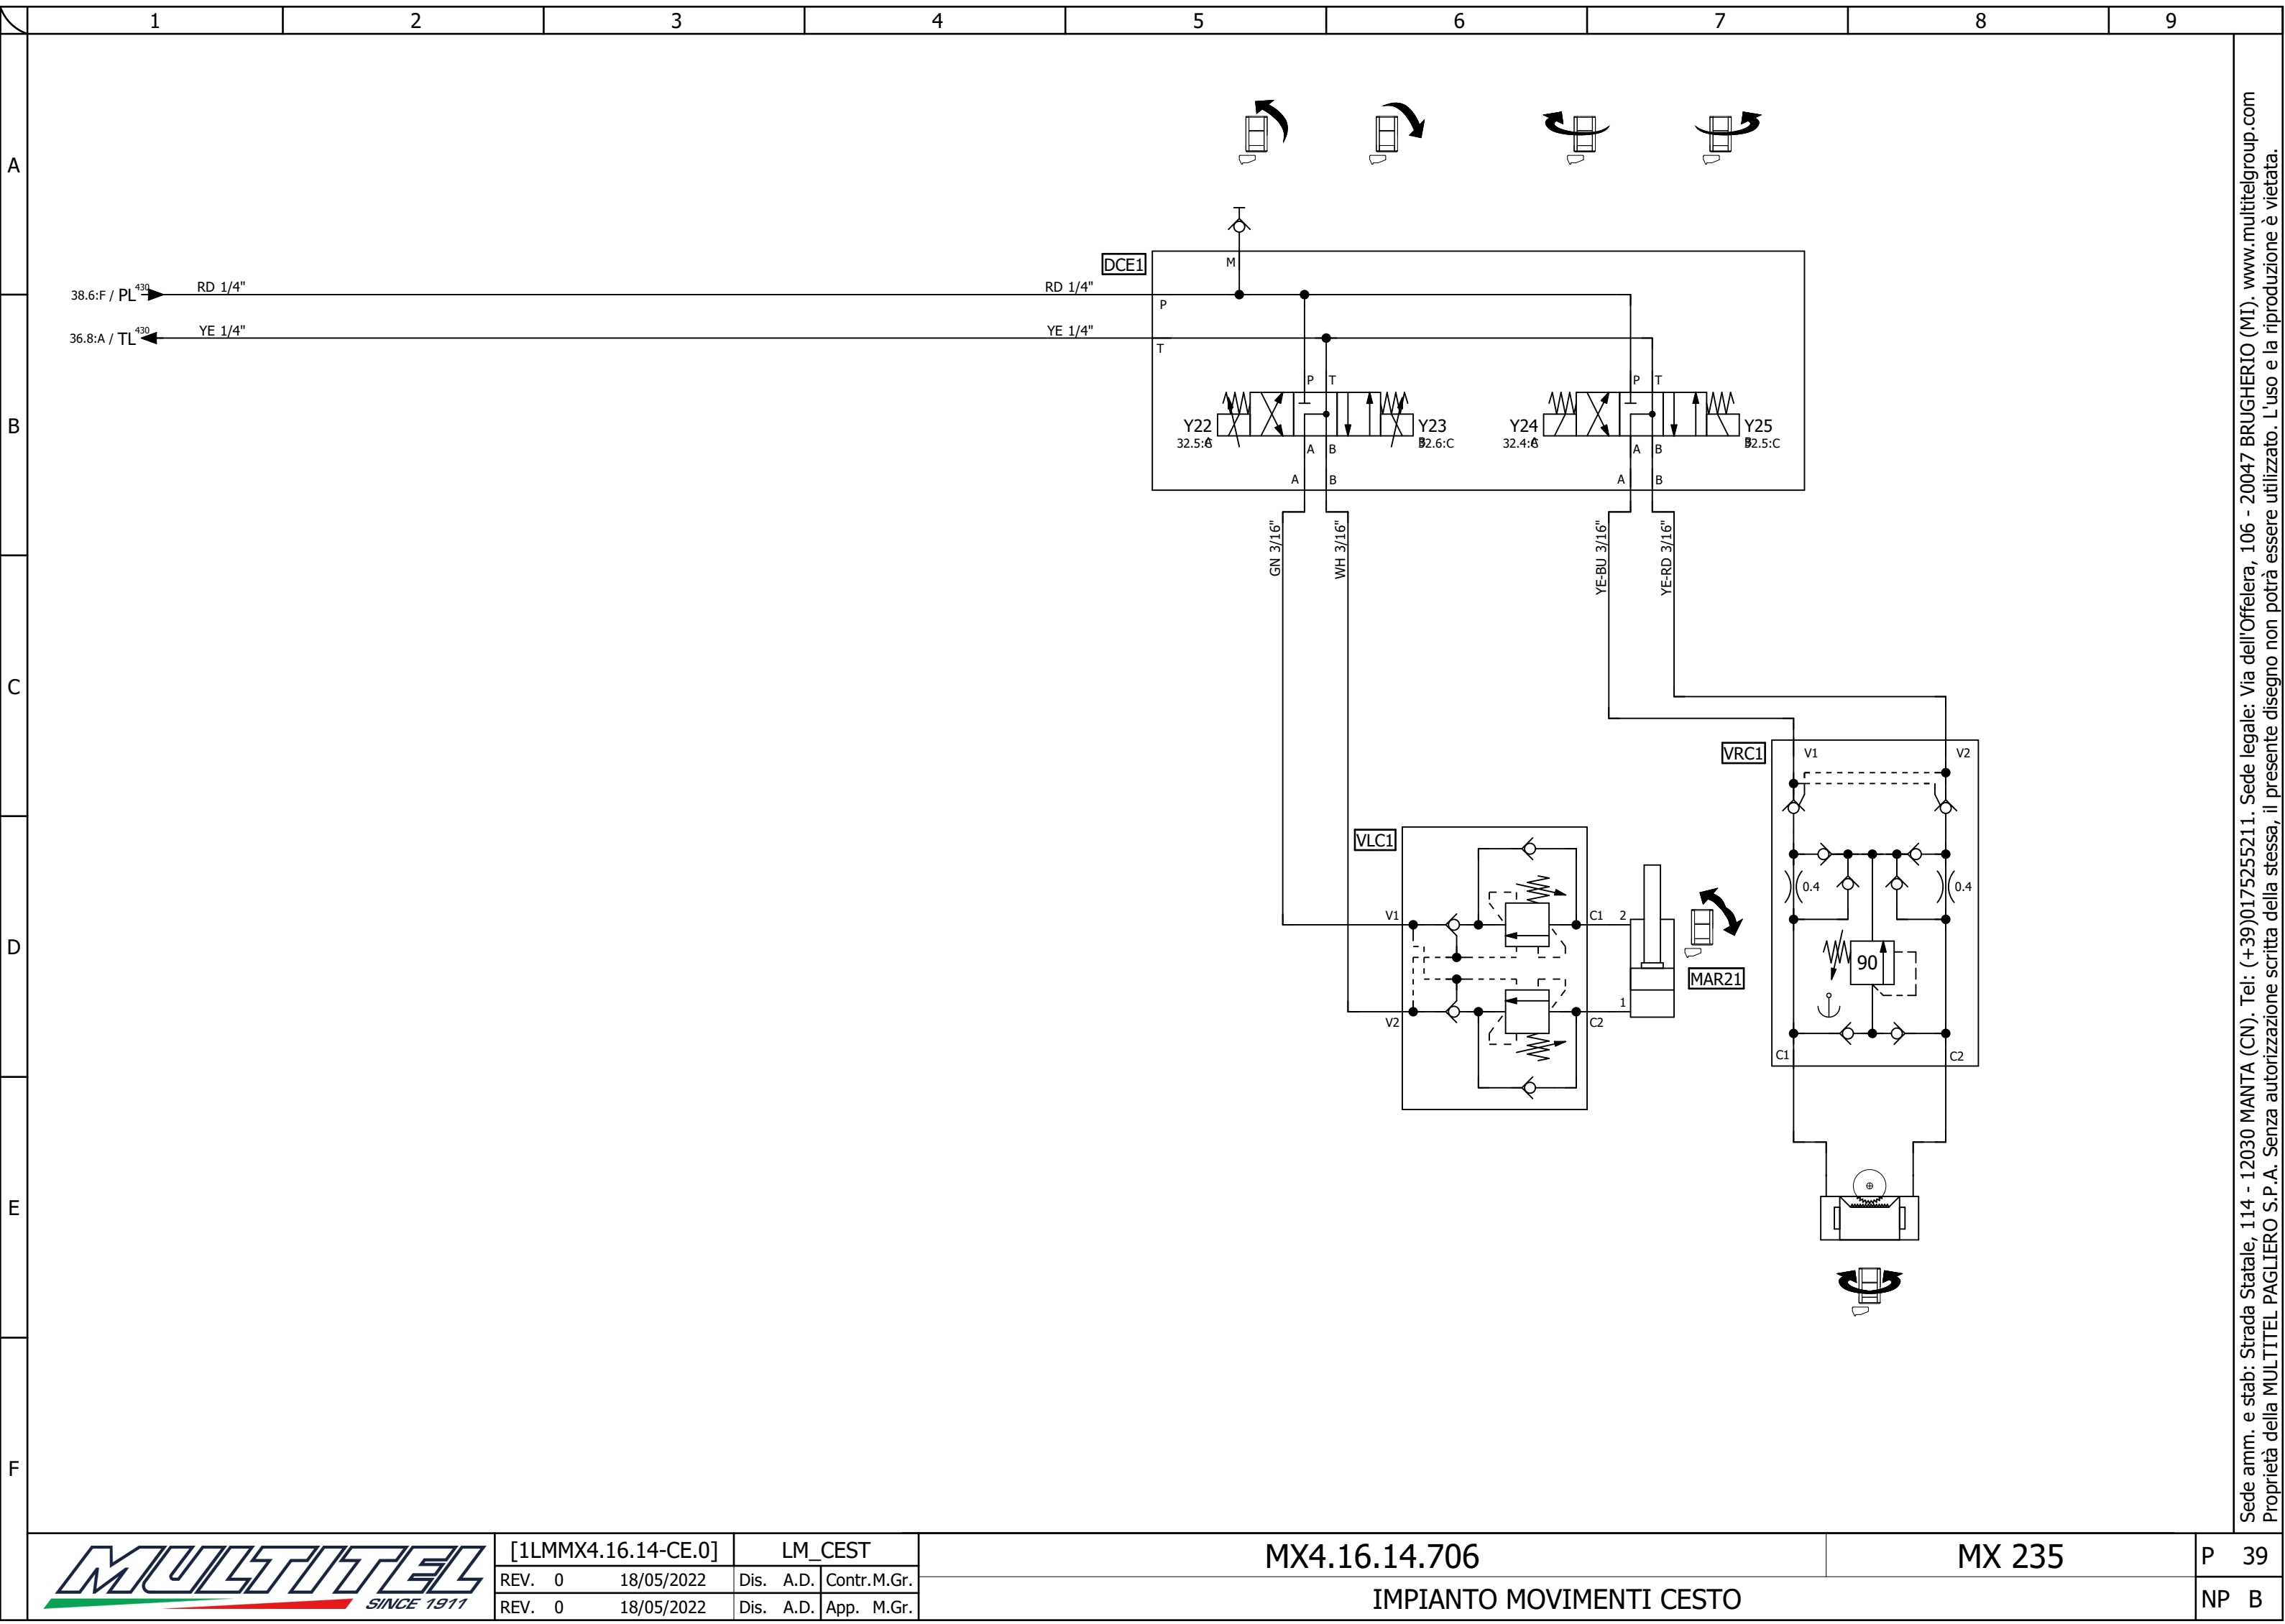 1 2 3 4 5 6 7 8 9
A
B
C
D
E
F
DCE1
M
38.6:F / PL 430
RD 1/4"
RD 1/4"
P
36.8:A / TL 430
YE 1/4"
YE 1/4"
T
P T
P T
Y22
32.5:C
A
Y23
32.6:C
B
Y24
32.4:C
A
Y25
32.5:C
B
A B
A B
A B
A B
GN 3/16"
WH 3/16"
YE-BU 3/16"
YE-RD 3/16"
VRC1
V1
V2
VLC1
0.4
0.4
V1
C1
2
90
MAR21
V2
C2
1
C1
C2
Sede amm. e stab: Strada Statale, 114 - 12030 MANTA (CN). Tel: (+39)0175255211. Sede legale: Via dell'Offelera, 106 - 20047 BRUGHERIO (MI). www.multitelgroup.com
Proprietà della MULTITEL PAGLIERO S.P.A. Senza autorizzazione scritta della stessa, il presente disegno non potrà essere utilizzato. L'uso e la riproduzione è vietata.
MULTITEL
SINCE 1911
[1LMMX4.16.14-CE.0] LM_CEST
REV. 0 18/05/2022 Dis. A.D. Contr.M.Gr.
REV. 0 18/05/2022 Dis. A.D. App. M.Gr.
MX4.16.14.706
MX 235
IMPIANTO MOVIMENTI CESTO
P 39
NP B